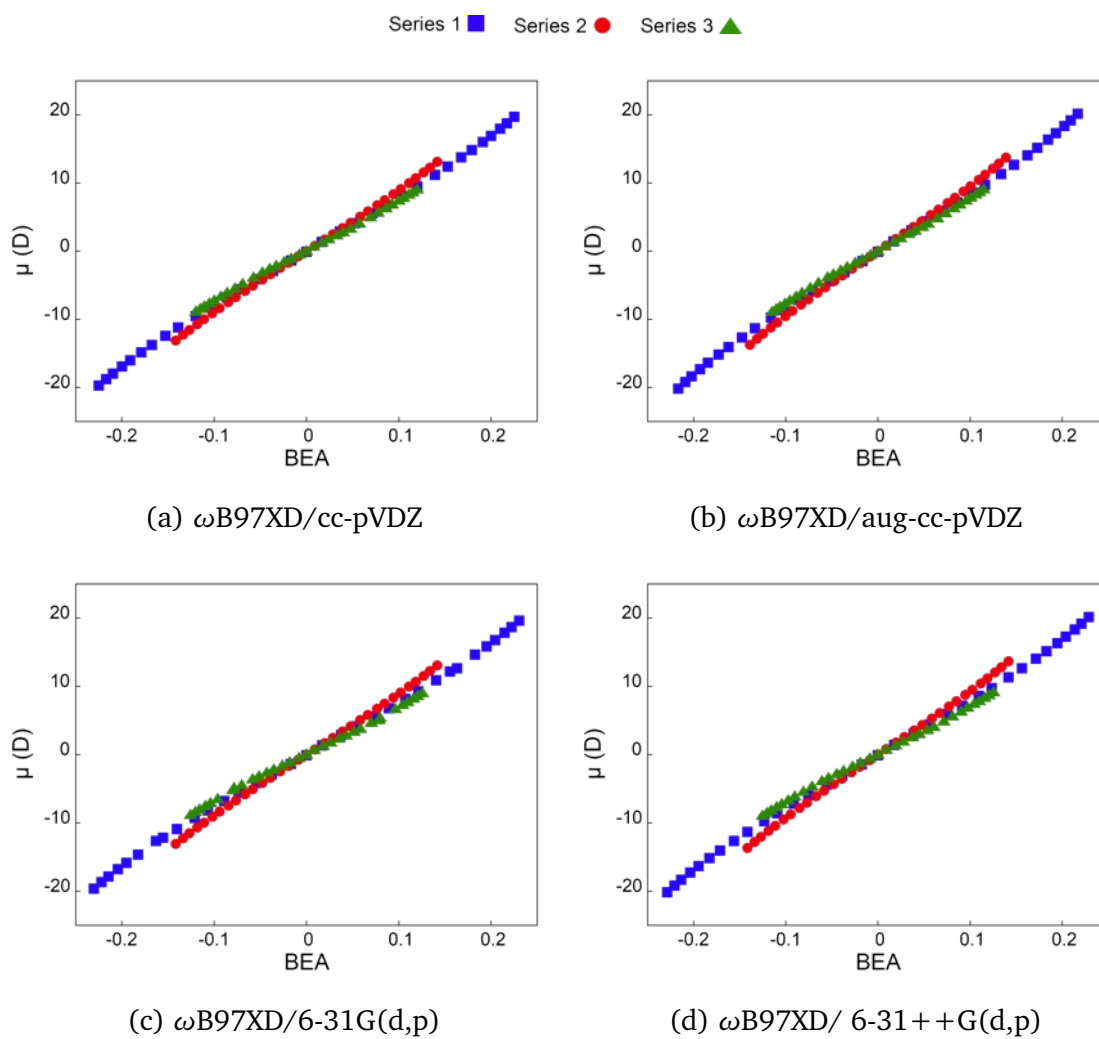 Series 1 Series 2 Series 3
20
10
0
-10
-20
μ (D)
-0.2 -0.1 0 0.1 0.2
BEA
(a) ωB97XD/cc-pVDZ
20
10
0
-10
-20
μ (D)
-0.2 -0.1 0 0.1 0.2
BEA
(b) ωB97XD/aug-cc-pVDZ
20
10
0
-10
-20
μ (D)
-0.2 -0.1 0 0.1 0.2
BEA
(c) ωB97XD/6-31G(d,p)
20
10
0
-10
-20
μ (D)
-0.2 -0.1 0 0.1 0.2
BEA
(d) ωB97XD/ 6-31++G(d,p)